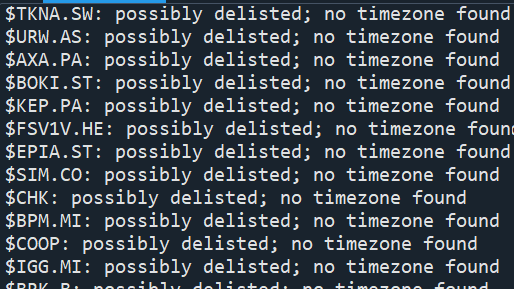 $TKNA.SW: possibly delisted; no timezone found
$URW.AS: possibly delisted; no timezone found
$AXA.PA: possibly delisted; no timezone found
$BOKI.ST: possibly delisted; no timezone found
$KEP.PA: possibly delisted; no timezone found
$FSV1V.HE: possibly delisted; no timezone found
$EPIA.ST: possibly delisted; no timezone found
$SIM.CO: possibly delisted; no timezone found
$CHK: possibly delisted; no timezone found
$BPM.MI: possibly delisted; no timezone found
$COOP: possibly delisted; no timezone found
$IGG.MI: possibly delisted; no timezone found
$BRK.B: possibly delisted; no timezone found